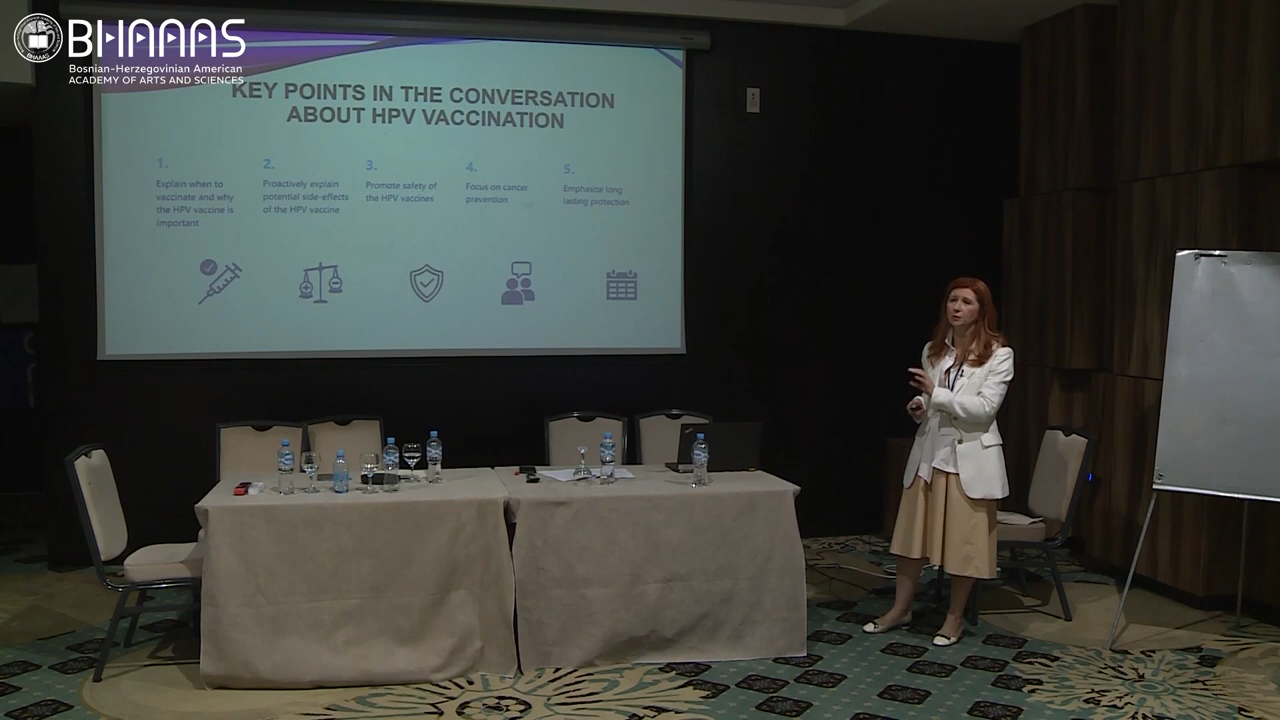 BHAAAS
BHAAAS
Bosnian-Herzegovinian American
ACADEMY OF ARTS AND SCIENCES
KEY POINTS IN THE CONVERSATION
ABOUT HPV VACCINATION
1.
Explain when to
vaccinate and why
the HPV vaccine is
important
2.
Proactively explain
potential side-effects
of the HPV vaccine
3.
Promote safety of
the HPV vaccines
4.
Focus on cancer
prevention
5.
Emphasize long
lasting protection